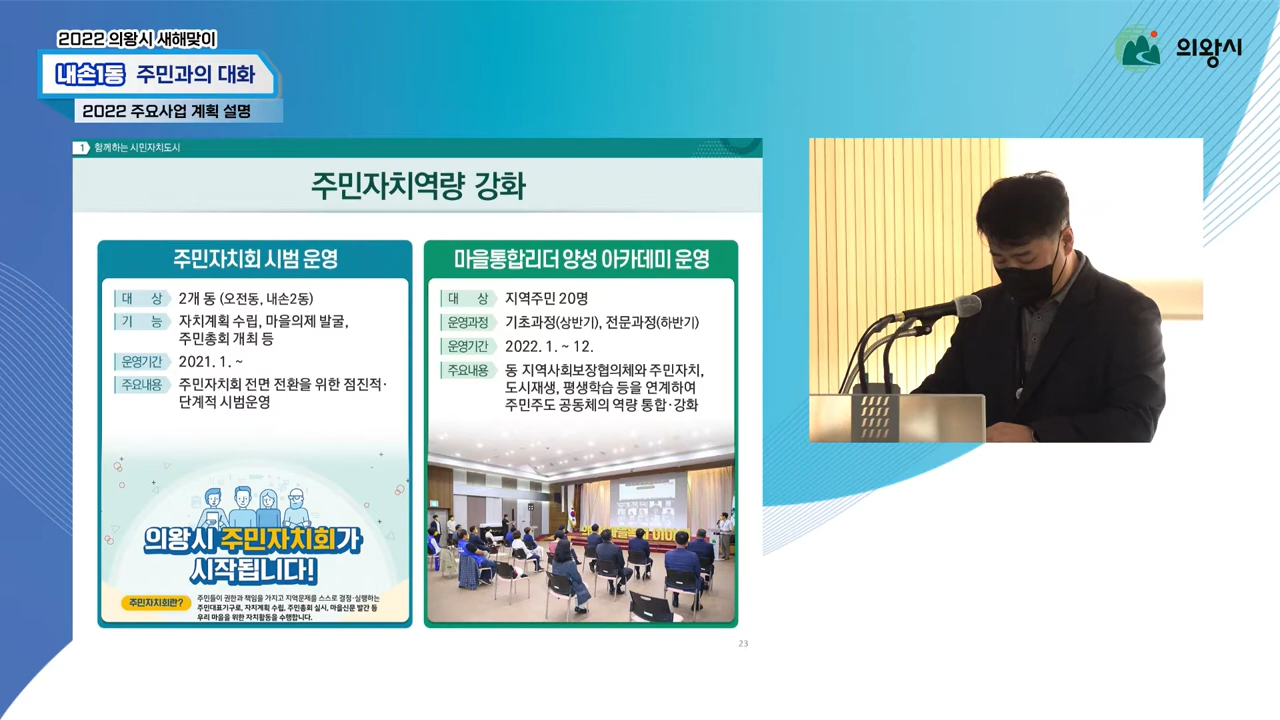 2022 의왕시 새해맞이
내손1동 주민과의 대화
2022 주요사업 계획 설명
의왕시
1 함께하는 시민자치도시
주민자치역량 강화
주민자치회 시범 운영
대 상 2개 동 (오전동, 내손2동)
기 능 자치계획 수립, 마을의제 발굴,
주민총회 개최 등
운영기간 2021. 1. ~
주요내용 주민자치회 전면 전환을 위한 점진적·
단계적 시범운영
의왕시 주민자치회가
시작됩니다!
주민자치회란?
주민들이 권한과 책임을 가지고 지역문제를 스스로 결정·실행하는
주민대표기구로, 자치계획 수립, 주민총회 실시, 마을신문 발간 등
우리 마을을 위한 자치활동을 수행합니다.
마을통합리더 양성 아카데미 운영
대 상 지역주민 20명
운영과정 기초과정(상반기), 전문과정(하반기)
운영기간 2022. 1. ~ 12.
주요내용 동 지역사회보장협의체와 주민자치,
도시재생, 평생학습 등을 연계하여
주민주도 공동체의 역량 통합·강화
23